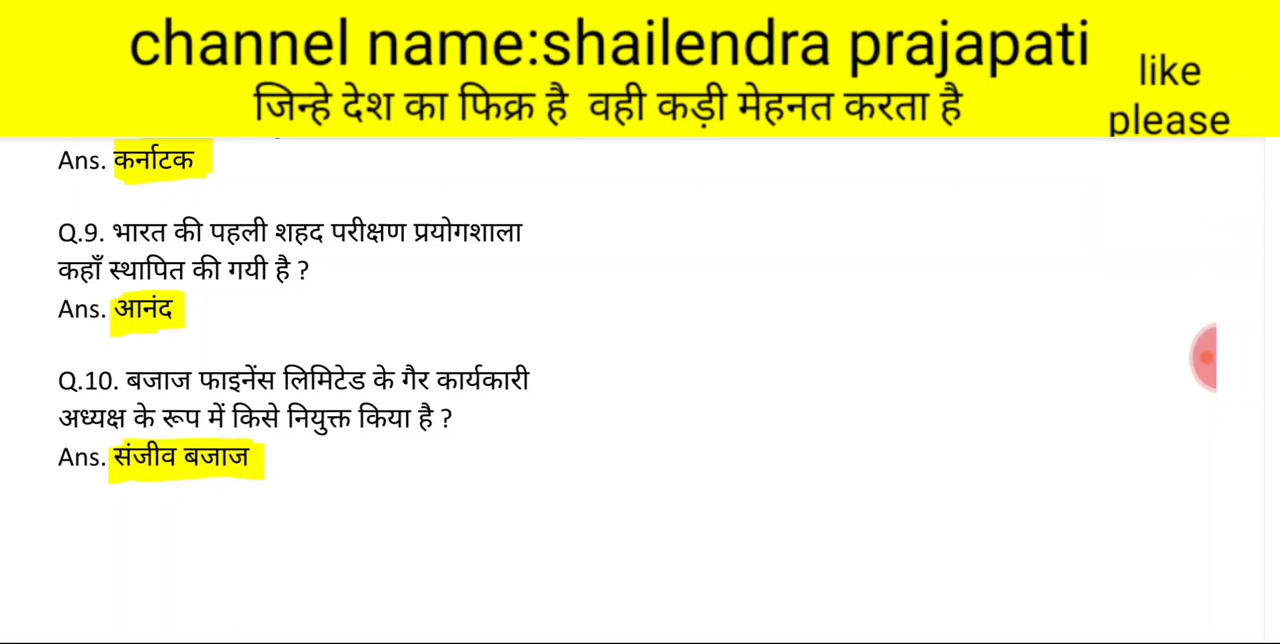 channel name:shailendra prajapati
जिन्हे देश का फिक्र है वही कड़ी मेहनत करता है
like
please
Ans. कर्नाटक
Q.9. भारत की पहली शहद परीक्षण प्रयोगशाला
कहाँ स्थापित की गयी है ?
Ans. आनंद
Q.10. बजाज फाइनेंस लिमिटेड के गैर कार्यकारी
अध्यक्ष के रूप में किसे नियुक्त किया है ?
Ans. संजीव बजाज